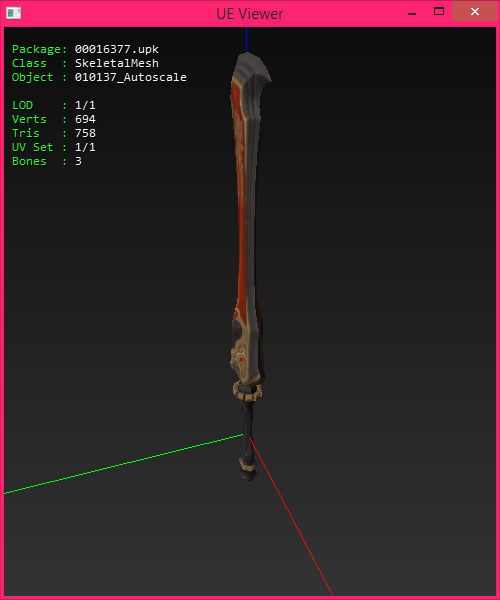 UE Viewer
Package: 00016377.upk
Class  : SkeletalMesh
Object : 010137_Autoscale
LOD    : 1/1
Verts  : 694
Tris   : 758
UV Set : 1/1
Bones  : 3